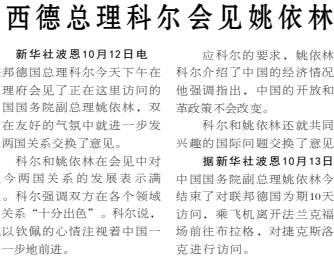 西德总理科尔会见姚依林
新华社波恩10月12日电
邦德国总理科尔今天下午在
理府会见了正在这里访问的
国国务院副总理姚依林，双
在友好的气氛中就进一步发
两国关系交换了意见。
科尔和姚依林在会见中对
今两国关系的发展表示满
。科尔强调双方在各个领域
关系“十分出色”。科尔说，
以钦佩的心情注视着中国一
一步地前进。
应科尔的要求，姚依林
科尔介绍了中国的经济情况
他强调指出，中国的开放和
革政策不会改变。
科尔和姚依林还就共同
兴趣的国际问题交换了意见
据新华社波恩10月13日
中国国务院副总理姚依林今
结束了对联邦德国为期10天
访问，乘飞机离开法兰克福
场前往布拉格，对捷克斯洛
克进行访问。